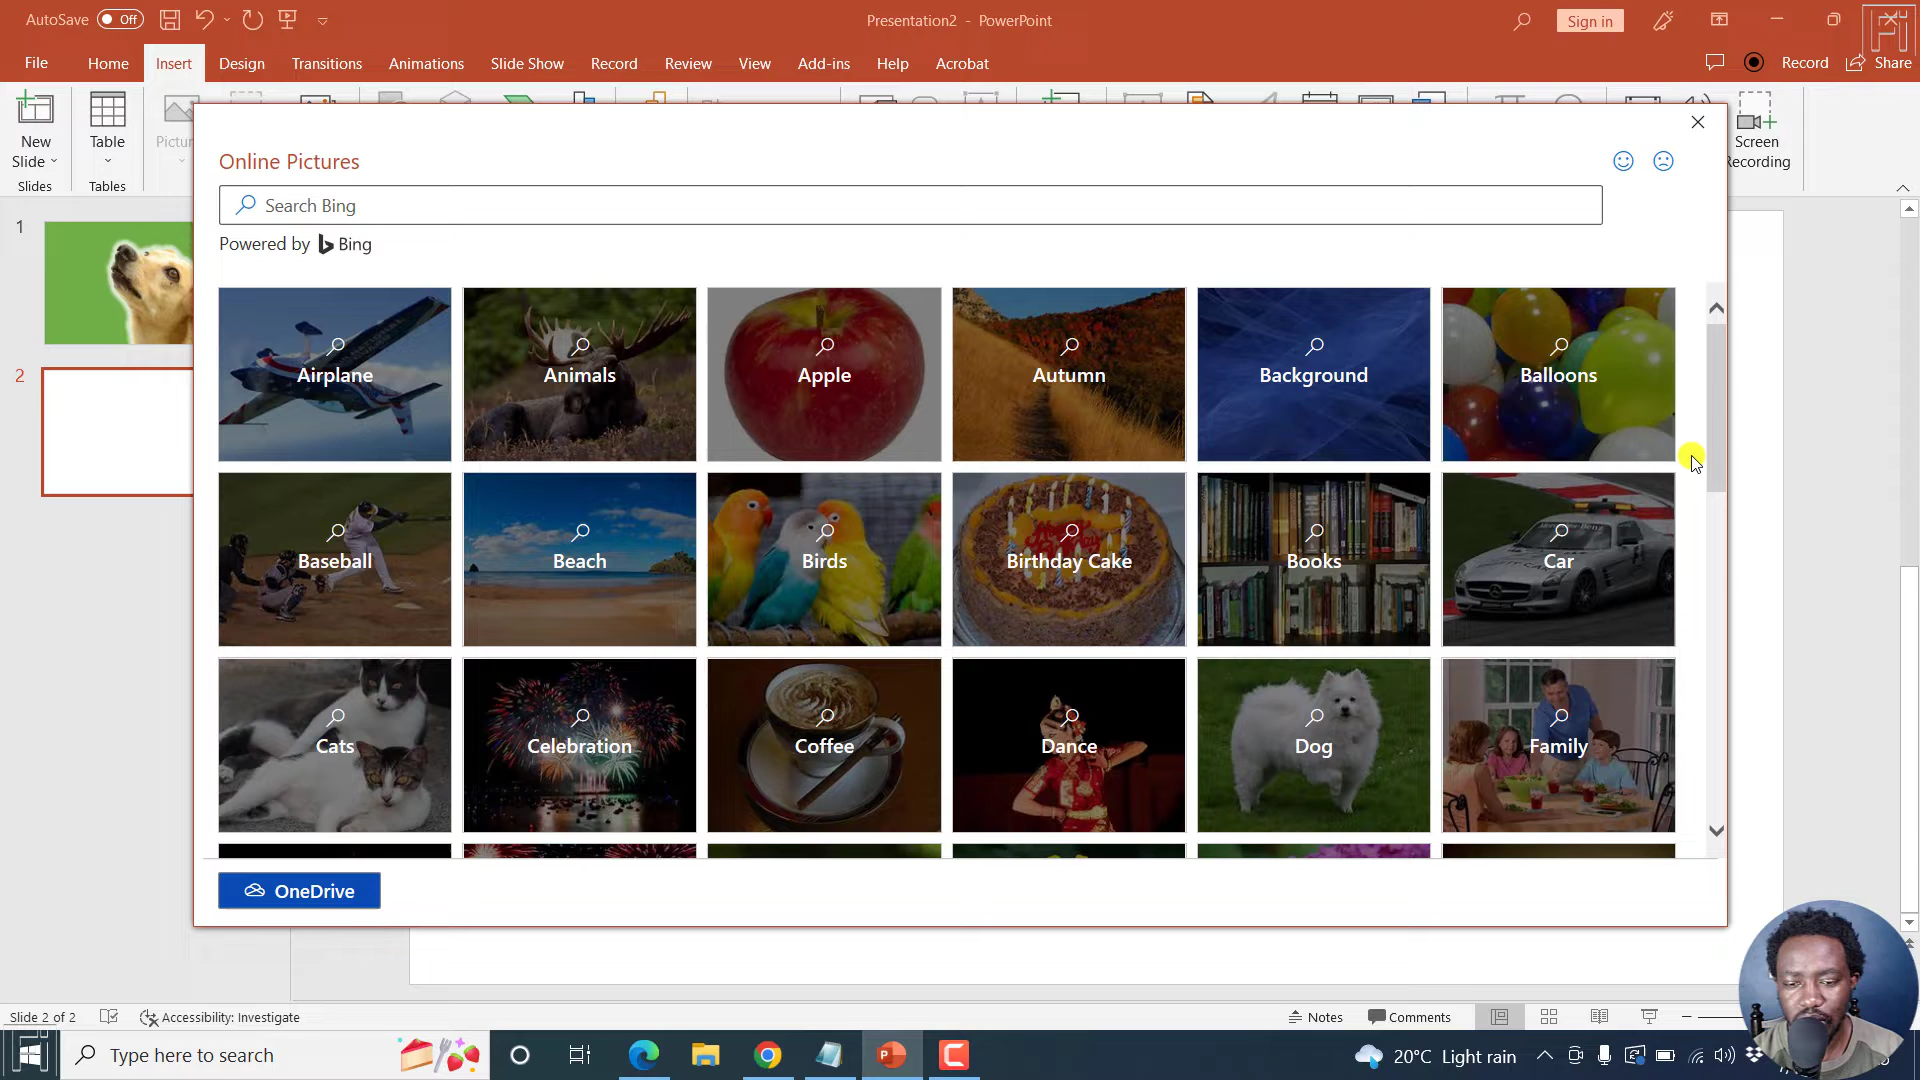 AutoSave Off
Presentation2 - PowerPoint
Sign in
File Home Insert Design Transitions Animations Slide Show Record Review View Add-ins Help Acrobat
Record Share
New Slide
Table
Screen Recording
Slides Tables
Online Pictures
Search Bing
Powered by Bing
1
2
Airplane Animals Apple Autumn Background Balloons
Baseball Beach Birds Birthday Cake Books Car
Cats Celebration Coffee Dance Dog Family
OneDrive
Slide 2 of 2 Accessibility: Investigate Notes Comments
Type here to search
20°C Light rain